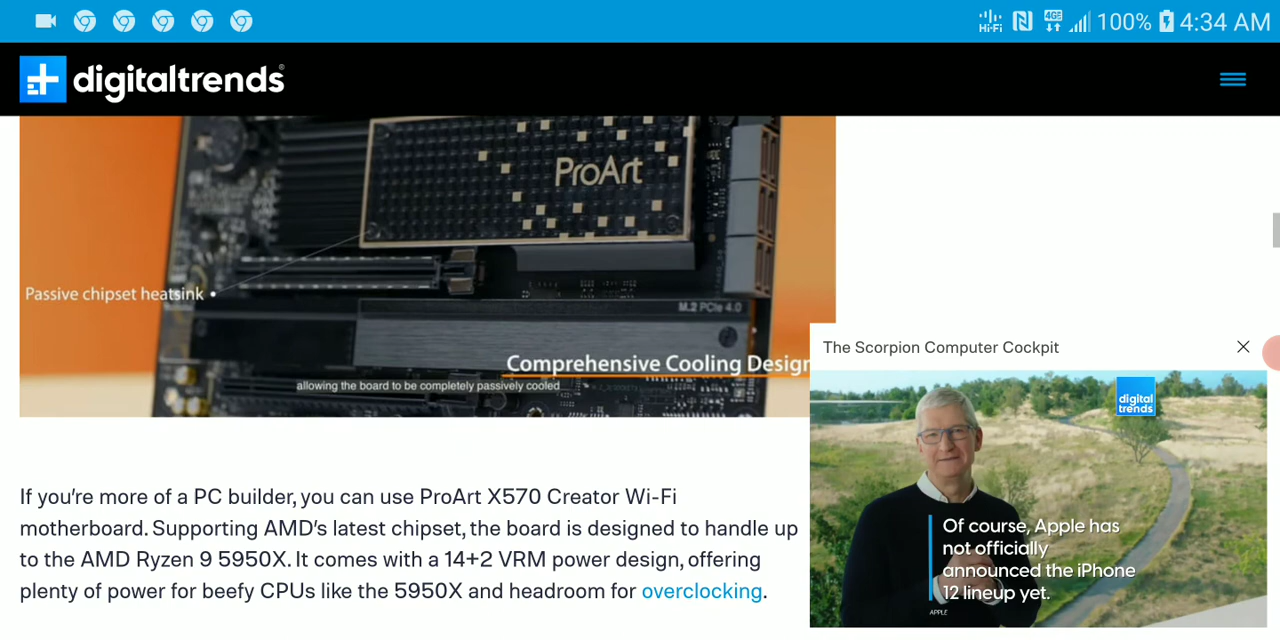 Hi-Fi 4GE 100% 4:34 AM
digitaltrends
ProArt
Passive chipset heatsink
M.2 PCIe 4.0
Comprehensive Cooling Design
allowing the board to be completely passively cooled
The Scorpion Computer Cockpit
digital
trends
Of course, Apple has
not officially
announced the iPhone
12 lineup yet.
APPLE
If you're more of a PC builder, you can use ProArt X570 Creator Wi-Fi
motherboard. Supporting AMD's latest chipset, the board is designed to handle up
to the AMD Ryzen 9 5950X. It comes with a 14+2 VRM power design, offering
plenty of power for beefy CPUs like the 5950X and headroom for overclocking.